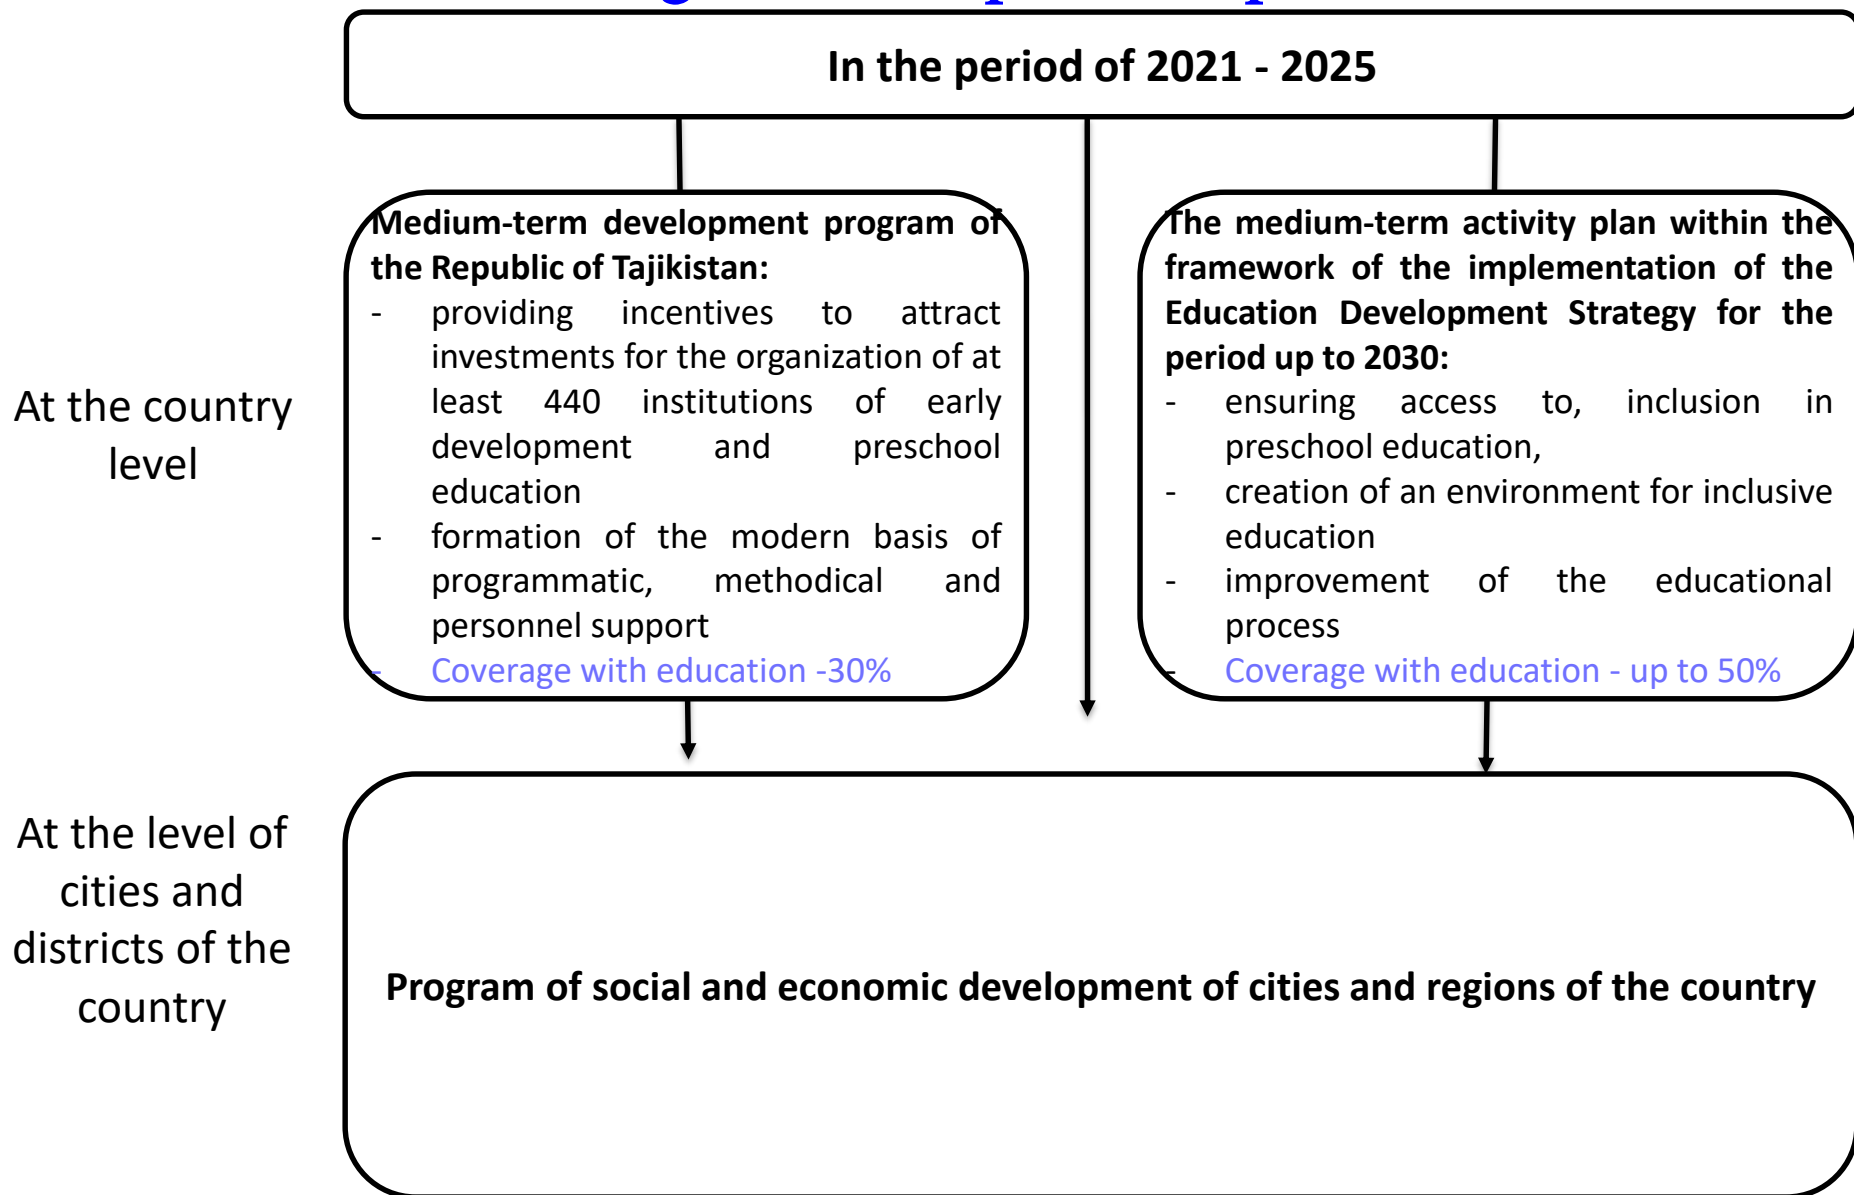 In the period of 2021 - 2025
At the country
level
Medium-term development program of
the Republic of Tajikistan:
- providing incentives to attract
investments for the organization of at
least 440 institutions of early
development and preschool
education
- formation of the modern basis of
programmatic, methodical and
personnel support
- Coverage with education -30%
The medium-term activity plan within the
framework of the implementation of the
Education Development Strategy for the
period up to 2030:
- ensuring access to, inclusion in
preschool education,
- creation of an environment for inclusive
education
- improvement of the educational
process
- Coverage with education - up to 50%
At the level of
cities and
districts of the
country
Program of social and economic development of cities and regions of the country